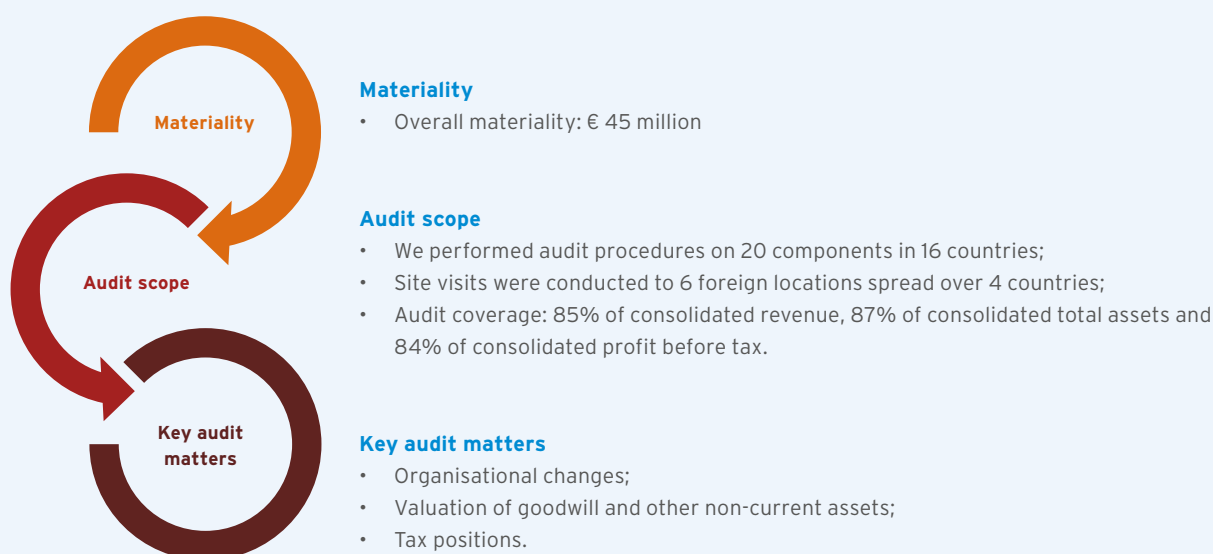 Materiality
Materiality
• Overall materiality: € 45 million
Audit scope
Audit scope
• We performed audit procedures on 20 components in 16 countries;
• Site visits were conducted to 6 foreign locations spread over 4 countries;
• Audit coverage: 85% of consolidated revenue, 87% of consolidated total assets and
84% of consolidated profit before tax.
Key audit
matters
Key audit matters
• Organisational changes;
• Valuation of goodwill and other non-current assets;
• Tax positions.